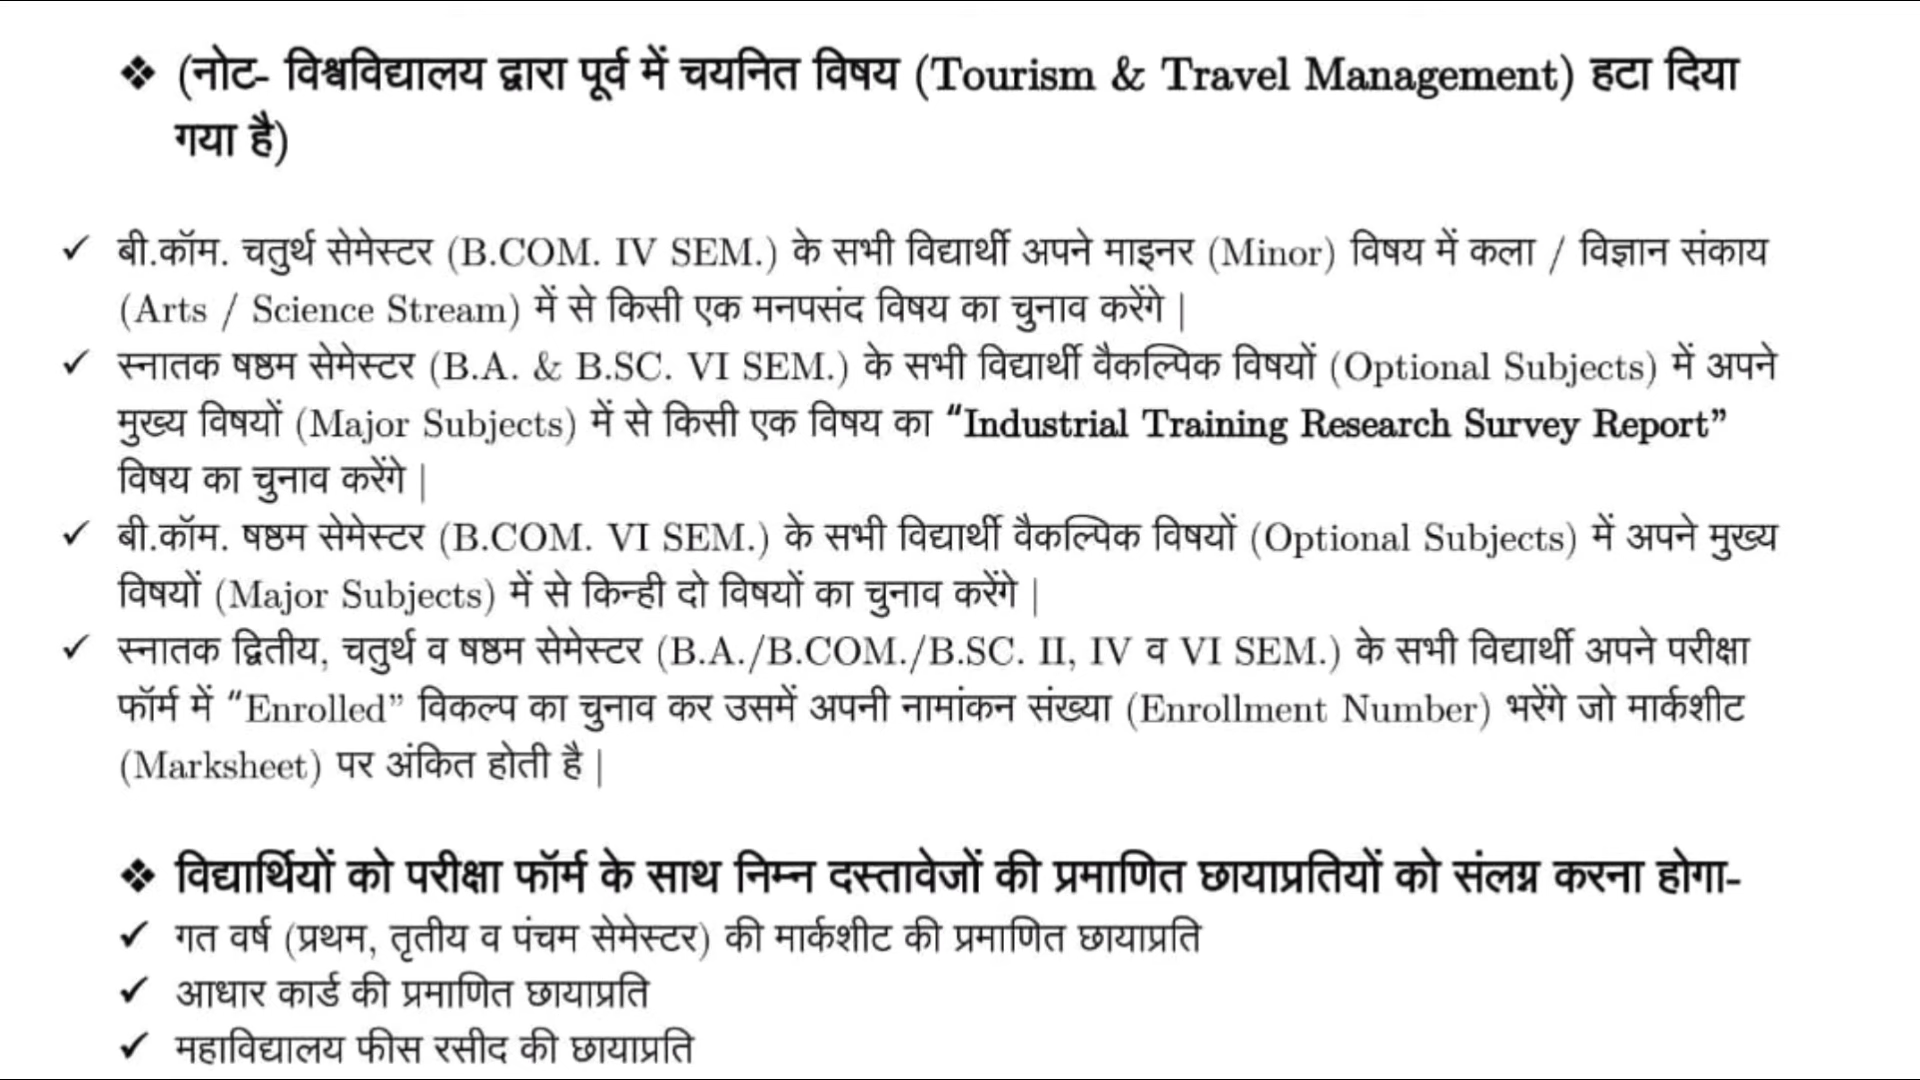 ❖ (नोट- विश्वविद्यालय द्वारा पूर्व में चयनित विषय (Tourism & Travel Management) हटा दिया
गया है)
✓ बी.कॉम. चतुर्थ सेमेस्टर (B.COM. IV SEM.) के सभी विद्यार्थी अपने माइनर (Minor) विषय में कला / विज्ञान संकाय
(Arts / Science Stream) में से किसी एक मनपसंद विषय का चुनाव करेंगे |
✓ स्नातक षष्ठम सेमेस्टर (B.A. & B.SC. VI SEM.) के सभी विद्यार्थी वैकल्पिक विषयों (Optional Subjects) में अपने
मुख्य विषयों (Major Subjects) में से किसी एक विषय का “Industrial Training Research Survey Report”
विषय का चुनाव करेंगे |
✓ बी.कॉम. षष्ठम सेमेस्टर (B.COM. VI SEM.) के सभी विद्यार्थी वैकल्पिक विषयों (Optional Subjects) में अपने मुख्य
विषयों (Major Subjects) में से किन्ही दो विषयों का चुनाव करेंगे |
✓ स्नातक द्वितीय, चतुर्थ व षष्ठम सेमेस्टर (B.A./B.COM./B.SC. II, IV व VI SEM.) के सभी विद्यार्थी अपने परीक्षा
फॉर्म में “Enrolled” विकल्प का चुनाव कर उसमें अपनी नामांकन संख्या (Enrollment Number) भरेंगे जो मार्कशीट
(Marksheet) पर अंकित होती है |
❖ विद्यार्थियों को परीक्षा फॉर्म के साथ निम्न दस्तावेजों की प्रमाणित छायाप्रतियों को संलग्न करना होगा-
✓ गत वर्ष (प्रथम, तृतीय व पंचम सेमेस्टर) की मार्कशीट की प्रमाणित छायाप्रति
✓ आधार कार्ड की प्रमाणित छायाप्रति
✓ महाविद्यालय फीस रसीद की छायाप्रति